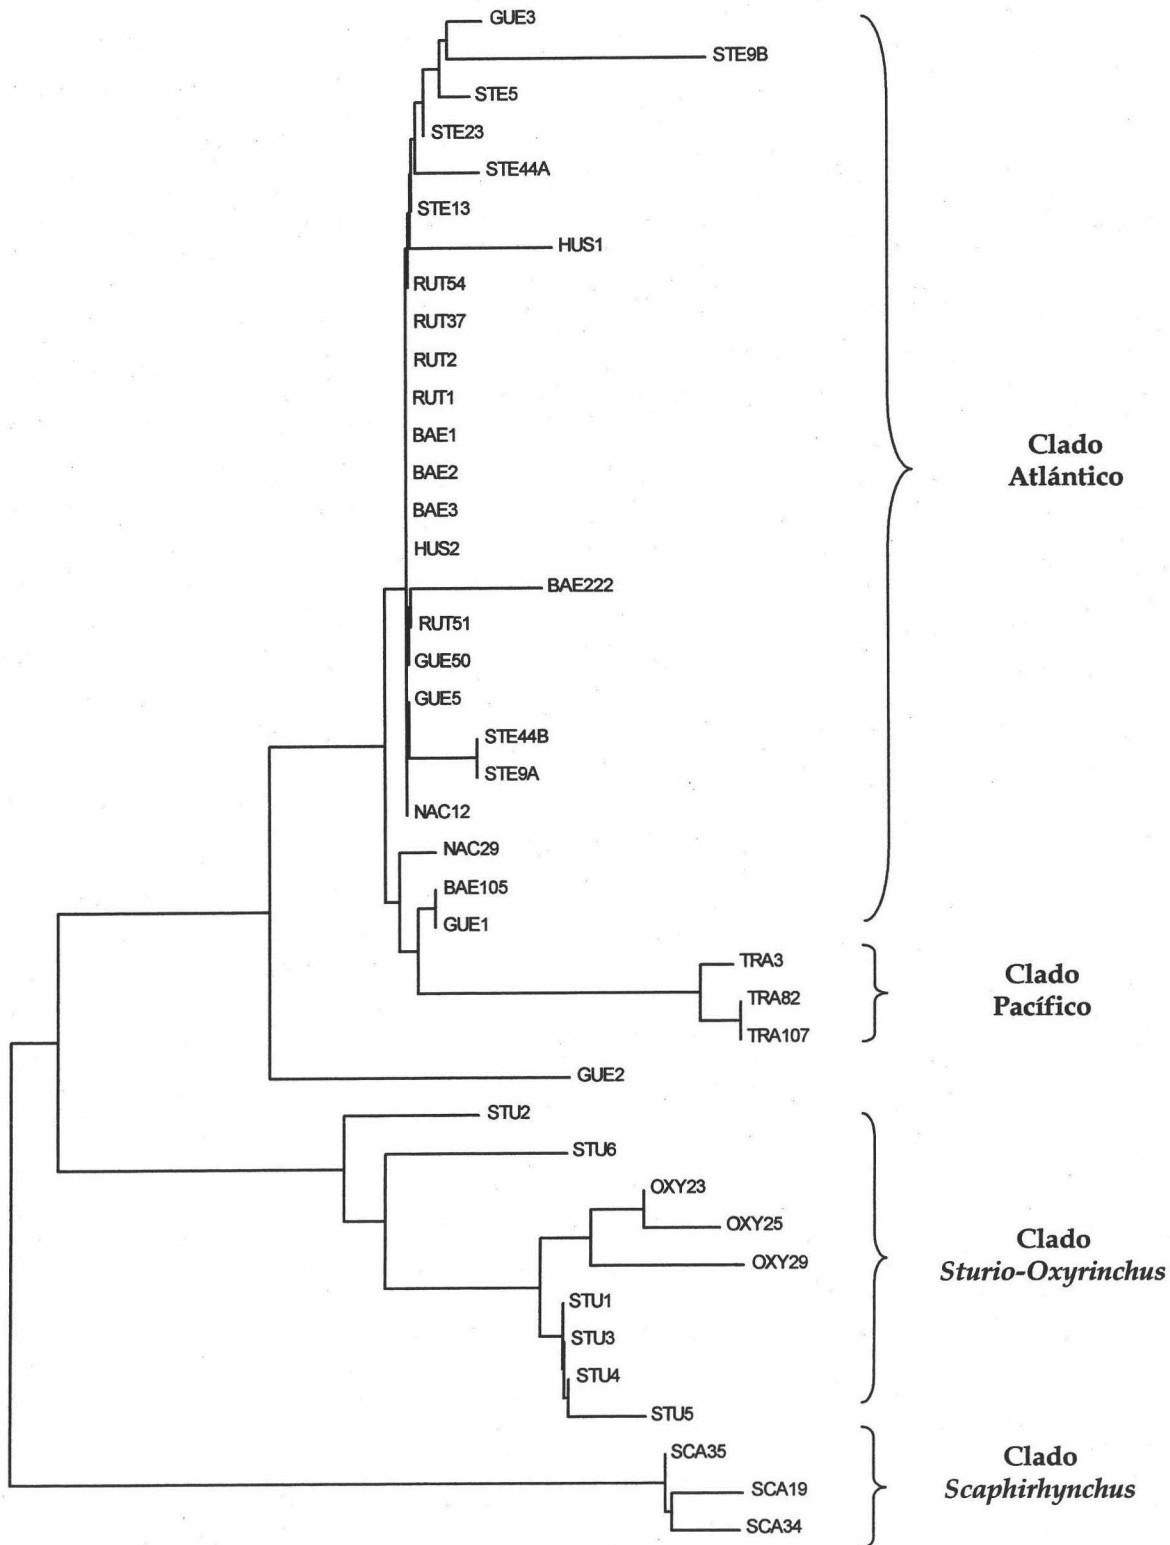 GUE3
STE9B
STE5
STE23
STE44A
STE13
HUS1
RUT54
RUT37
RUT2
RUT1
BAE1
BAE2
BAE3
HUS2
BAE222
RUT51
GUE50
GUE5
STE44B
STE9A
NAC12
NAC29
BAE105
GUE1
Clado
Atlántico
TRA3
TRA82
TRA107
Clado
Pacífico
GUE2
STU2
STU6
OXY23
OXY25
OXY29
STU1
STU3
STU4
STU5
Clado
Sturio-Oxyrinchus
SCA35
SCA19
SCA34
Clado
Scaphirhynchus